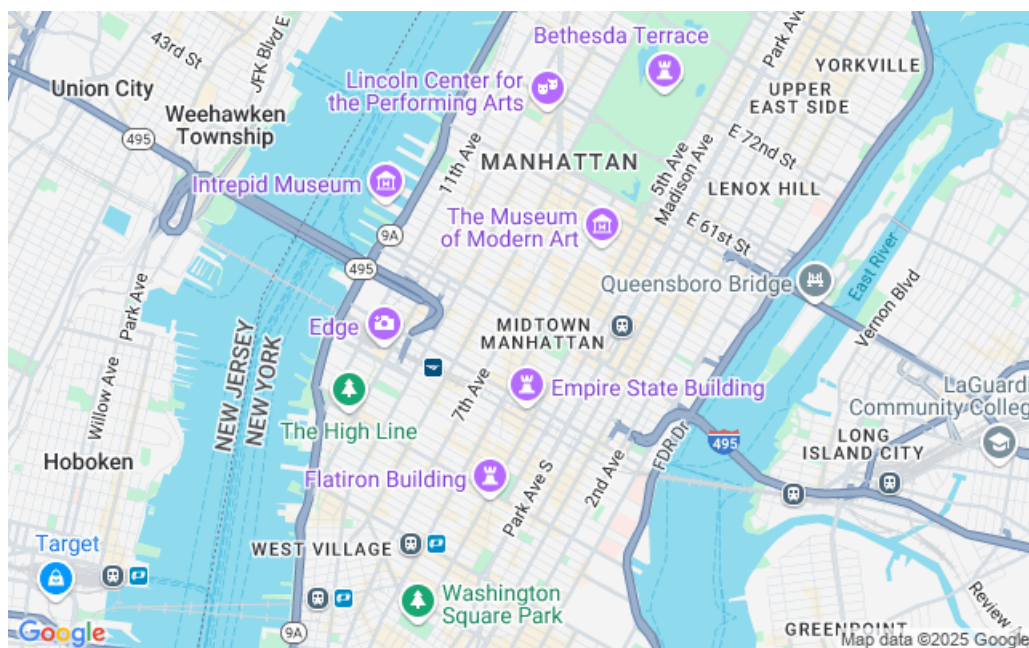 43rd St
JFK Blvd E
Bethesda Terrace
Park Ave
YORKVILLE
Union City
Lincoln Center for
the Performing Arts
UPPER
EAST SIDE
Weehawken
Township
495
11th Ave
MANHATTAN
E 72nd St
5th Ave
Madison Ave
LENOX HILL
Intrepid Museum
The Museum
of Modern Art
E 61st St
9A
495
Queensboro Bridge
East River
Vernon Blvd
Park Ave
Edge
MIDTOWN
MANHATTAN
NEW JERSEY
NEW YORK
7th Ave
Empire State Building
LaGuardi
Community College
Willow Ave
The High Line
FDR Dr
495
LONG
ISLAND CITY
Hoboken
Flatiron Building
Park Ave S
2nd Ave
Target
WEST VILLAGE
Washington
Square Park
Review A
9A
GREENPOINT
Google
Map data ©2025 Google